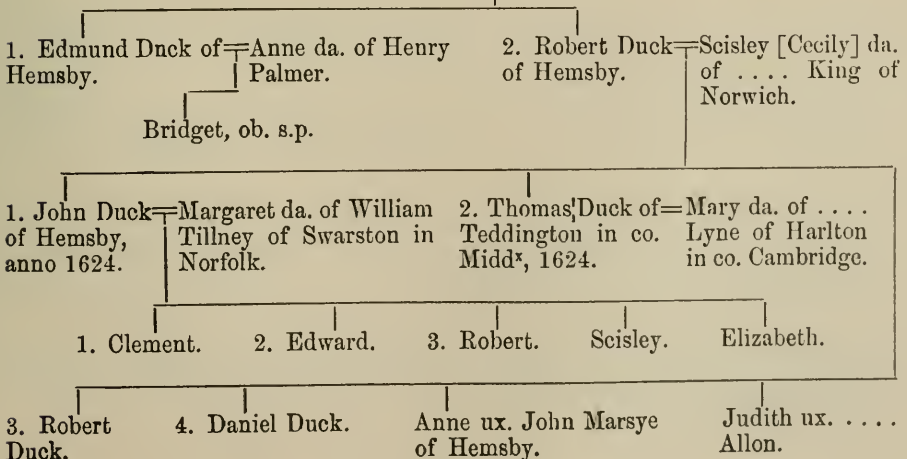 1. Edmund Dnck of Anne da. of Henry
Hemsby. Palmer.
2. Robert Duck Scisley [Cecily] da.
of Hemsby. of .... King of
Norwich.
Bridget, ob. s.p.
1. John Duck Margaret da. of William
of Hemsby, Tillney of Swarston in
anno 1624. Norfolk.
2. Thomas Duck of Mary da. of ....
Teddington in co. Lyne of Harlton
Middx, 1624. in co. Cambridge.
1. Clement. 2. Edward. 3. Robert. Scisley. Elizabeth.
3. Robert
Duck.
4. Daniel Duck.
Anne ux. John Marsye
of Hemsby.
Judith ux. .....
Allon.